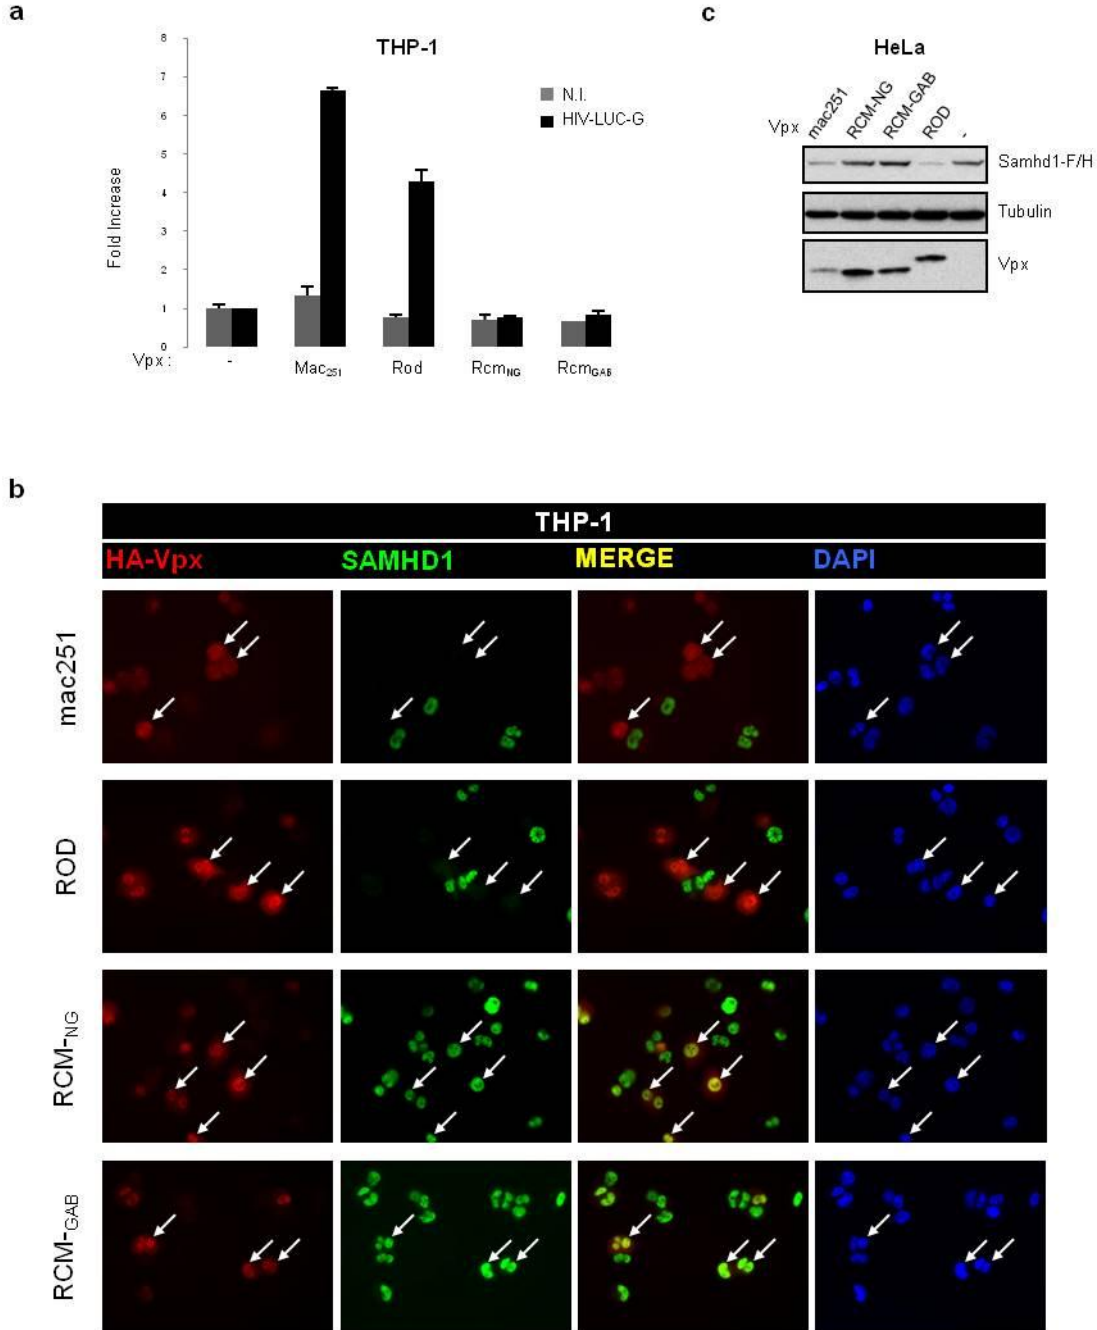 a
THP-1
8
7
6
5
4
3
2
1
0
Fold Increase
N.I.
HIV-LUC-G
Vpx :
-
Mac251
Rod
RcmNG
RcmGAB
c
HeLa
Vpx
mac251
RCM-NG
RCM-GAB
ROD
-
Samhd1-F/H
Tubulin
Vpx
b
THP-1
HA-Vpx SAMHD1 MERGE DAPI
mac251
ROD
RCM-NG
RCM-GAB